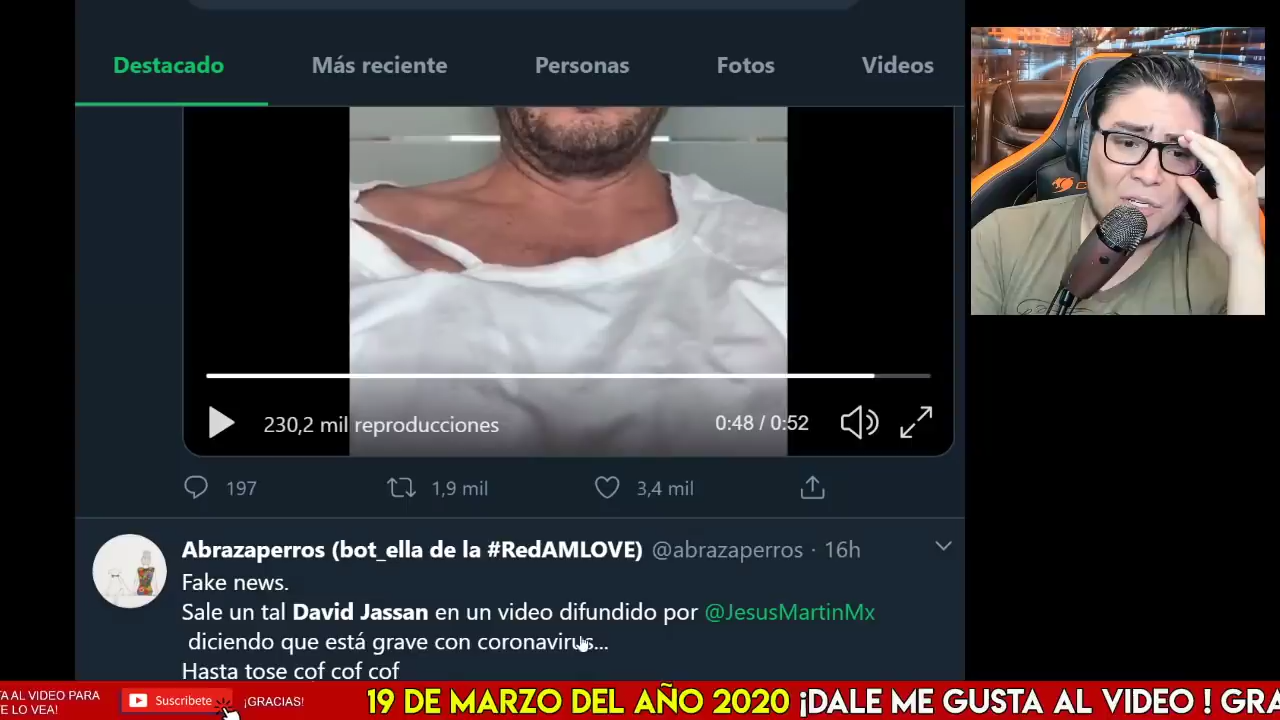 Destacado Más reciente Personas Fotos Videos
230,2 mil reproducciones 0:48 / 0:52
197 1,9 mil 3,4 mil
Abrazaperros (bot_ella de la #RedAMLOVE) @abrazaperros · 16h
Fake news.
Sale un tal David Jassan en un video difundido por @JesusMartinMx
diciendo que está grave con coronavirus...
Hasta tose cof cof cof
TA AL VIDEO PARA
E LO VEA!
Suscribete
¡GRACIAS!
19 DE MARZO DEL AÑO 2020 ¡DALE ME GUSTA AL VIDEO ! GRA